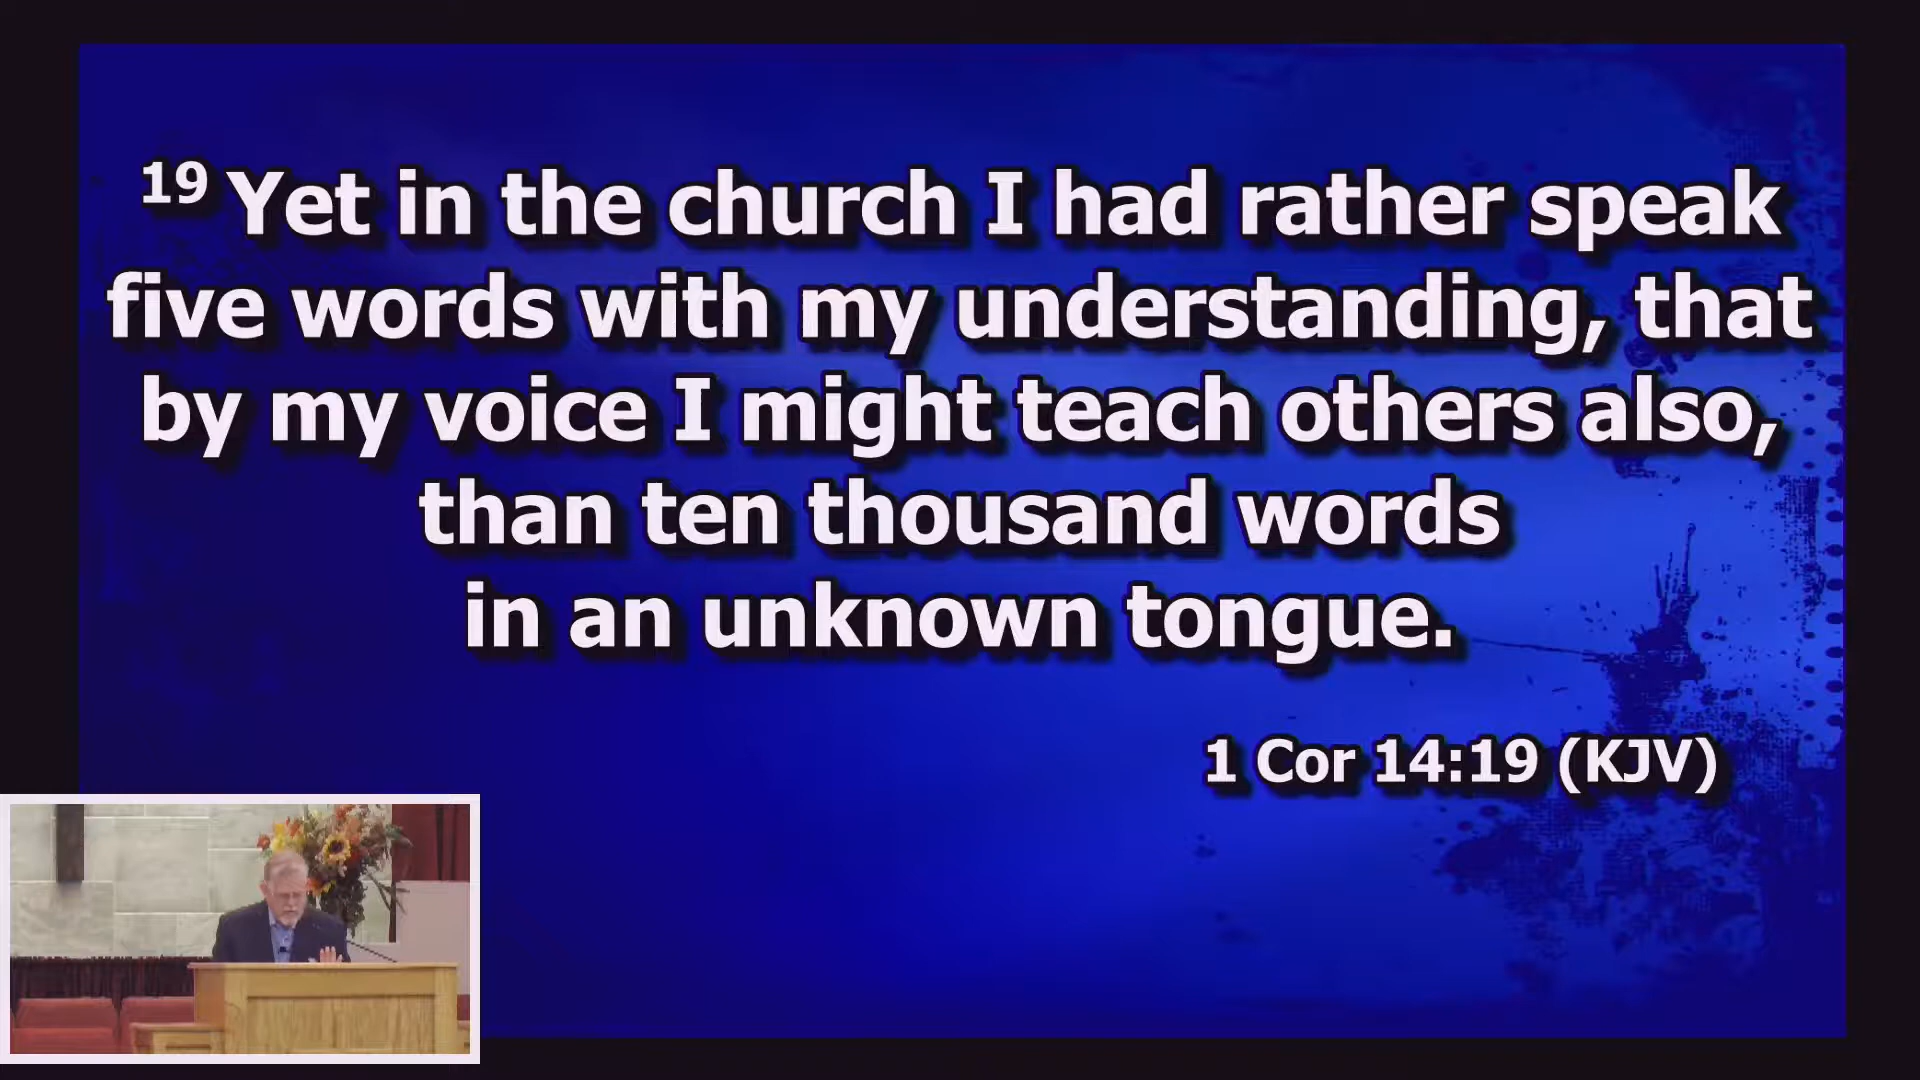 19 Yet in the church I had rather speak
five words with my understanding, that
by my voice I might teach others also,
than ten thousand words
in an unknown tongue.
1 Cor 14:19 (KJV)